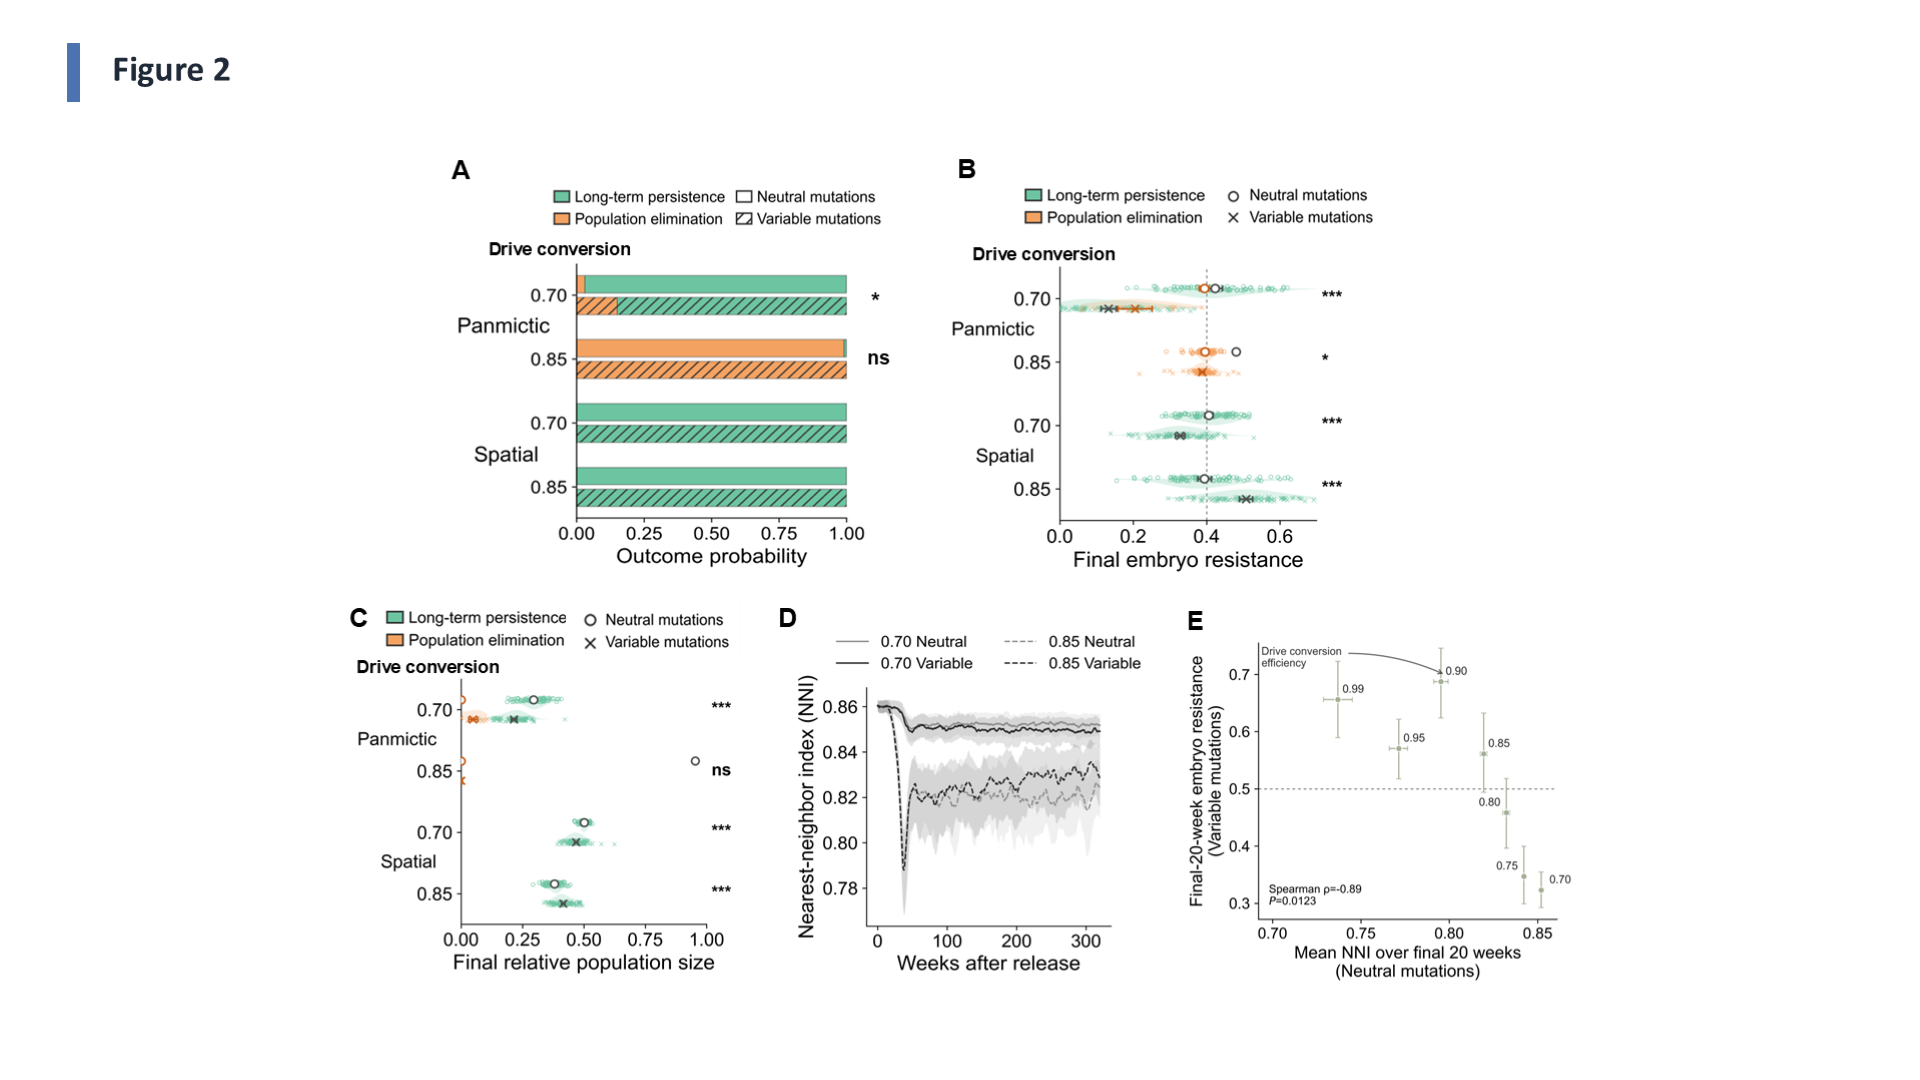 Figure 2
A
Long-term persistence
Neutral mutations
Population elimination
Variable mutations
Drive conversion
0.70
*
Panmictic
0.85
ns
0.70
Spatial
0.85
0.00 0.25 0.50 0.75 1.00
Outcome probability
B
Long-term persistence
Neutral mutations
Population elimination
Variable mutations
Drive conversion
0.70
***
Panmictic
0.85
*
0.70
***
Spatial
0.85
***
0.0 0.2 0.4 0.6
Final embryo resistance
C
Long-term persistence
Neutral mutations
Population elimination
Variable mutations
Drive conversion
0.70
***
Panmictic
0.85
ns
0.70
***
Spatial
0.85
***
0.00 0.25 0.50 0.75 1.00
Final relative population size
D
0.70 Neutral
0.85 Neutral
0.70 Variable
0.85 Variable
Nearest-neighbor index (NNI)
0.86
0.84
0.82
0.80
0.78
0 100 200 300
Weeks after release
E
Final-20-week embryo resistance
(Variable mutations)
Drive conversion
efficiency
0.7
0.6
0.5
0.4
0.3
0.99
0.90
0.95
0.85
0.80
0.75
0.70
Spearman ρ=-0.89
P=0.0123
0.70 0.75 0.80 0.85
Mean NNI over final 20 weeks
(Neutral mutations)